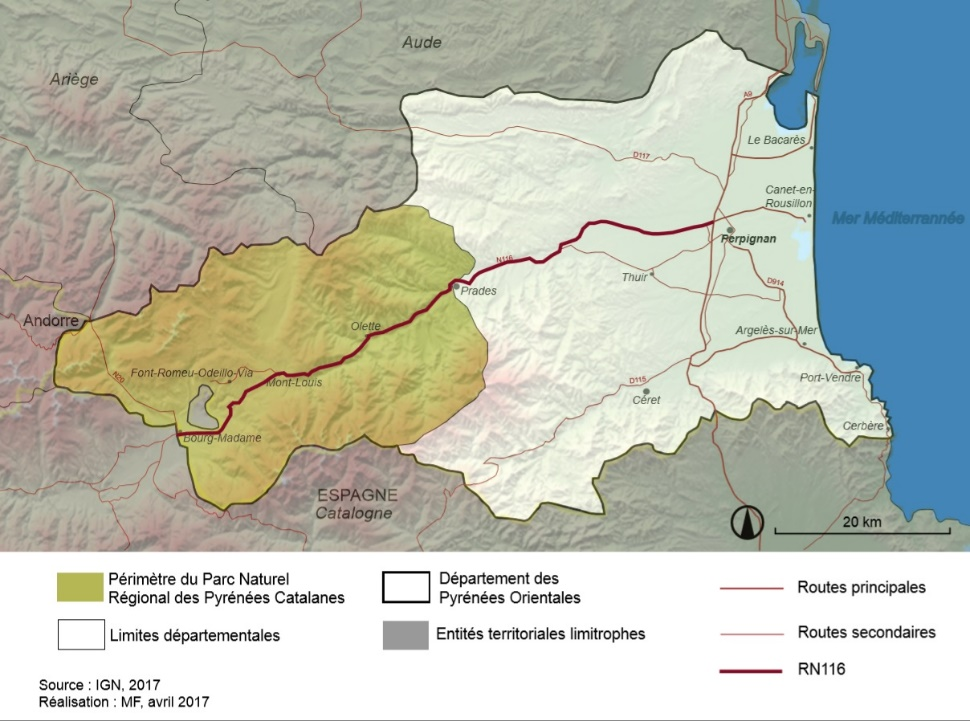 Aude
Ariège
A9
Le Bacarès
D117
Canet-en-
Rousillon
Mer Méditerrannée
Perpignan
N116
Thuir
D914
Prades
Andorre
Olette
Argelès-sur-Mer
Font-Romeu-Odeillo-Via
Mont-Louis
D115
Port-Vendre
Céret
Cerbère
Bourg-Madame
ESPAGNE
Catalogne
20 km
Périmètre du Parc Naturel
Régional des Pyrénées Catalanes
Département des
Pyrénées Orientales
Routes principales
Limites départementales
Entités territoriales limitrophes
Routes secondaires
RN116
Source : IGN, 2017
Réalisation : MF, avril 2017